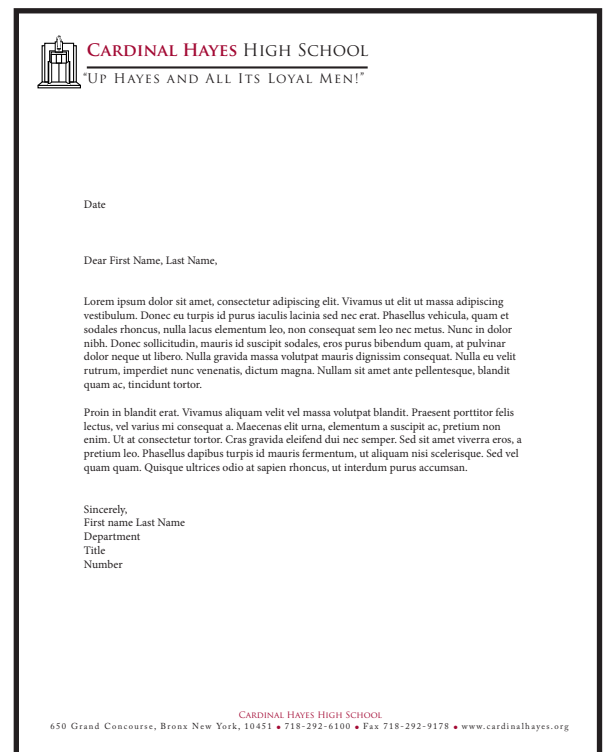 CARDINAL HAYES HIGH SCHOOL
"UP HAYES AND ALL ITS LOYAL MEN!"
Date
Dear First Name, Last Name,
Lorem ipsum dolor sit amet, consectetur adipiscing elit. Vivamus ut elit ut massa adipiscing
vestibulum. Donec eu turpis id purus iaculis lacinia sed nec erat. Phasellus vehicula, quam et
sodales rhoncus, nulla lacus elementum leo, non consequat sem leo nec metus. Nunc in dolor
nibh. Donec sollicitudin, mauris id suscipit sodales, eros purus bibendum quam, at pulvinar
dolor neque ut libero. Nulla gravida massa volutpat mauris dignissim consequat. Nulla eu velit
rutrum, imperdiet nunc venenatis, dictum magna. Nullam sit amet ante pellentesque, blandit
quam ac, tincidunt tortor.
Proin in blandit erat. Vivamus aliquam velit vel massa volutpat blandit. Praesent porttitor felis
lectus, vel varius mi consequat a. Maecenas elit urna, elementum a suscipit ac, pretium non
enim. Ut at consectetur tortor. Cras gravida eleifend dui nec semper. Sed sit amet viverra eros, a
pretium leo. Phasellus dapibus turpis id mauris fermentum, ut aliquam nisi scelerisque. Sed vel
quam quam. Quisque ultrices odio at sapien rhoncus, ut interdum purus accumsan.
Sincerely,
First name Last Name
Department
Title
Number
CARDINAL HAYES HIGH SCHOOL
650 Grand Concourse, Bronx New York, 10451 • 718-292-6100 • Fax 718-292-9178 • www.cardinalhayes.org